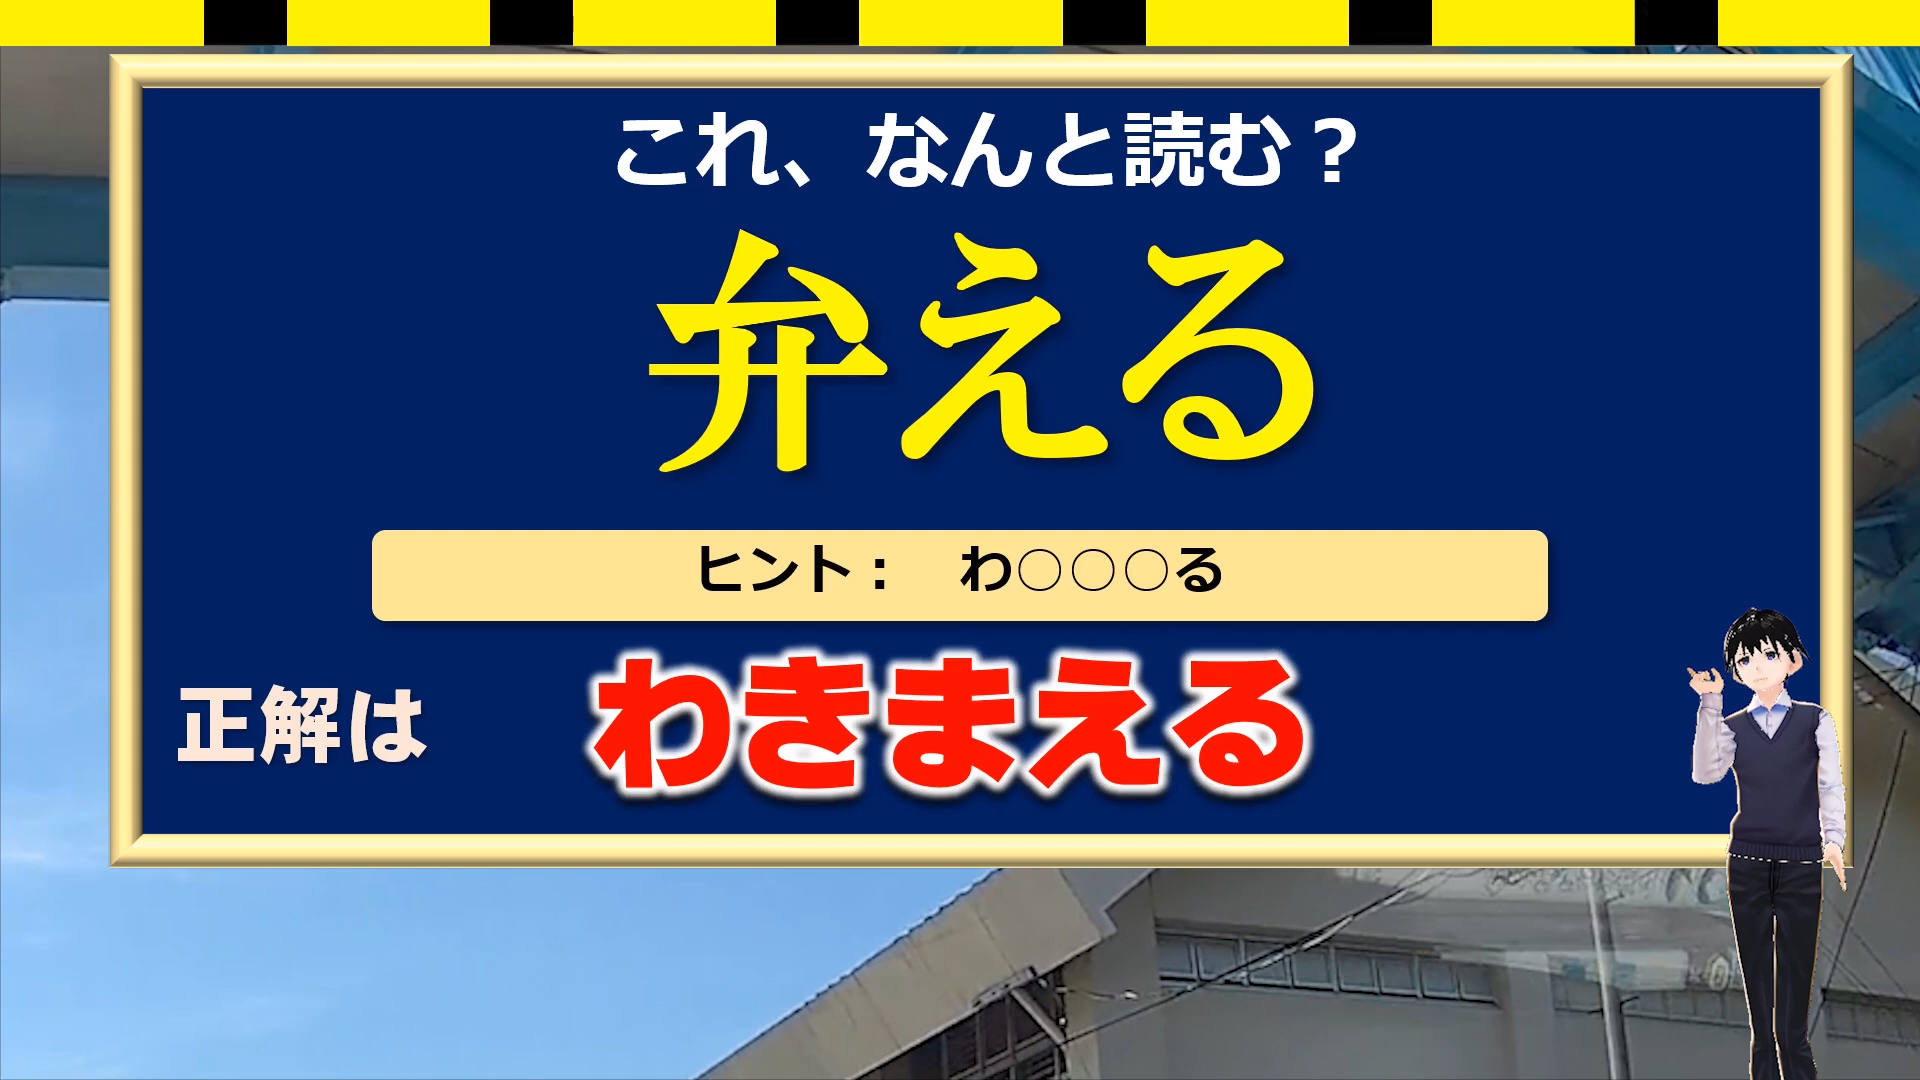 これ、なんと読む？
弁える
ヒント：　わ○○○る
正解は　わきまえる